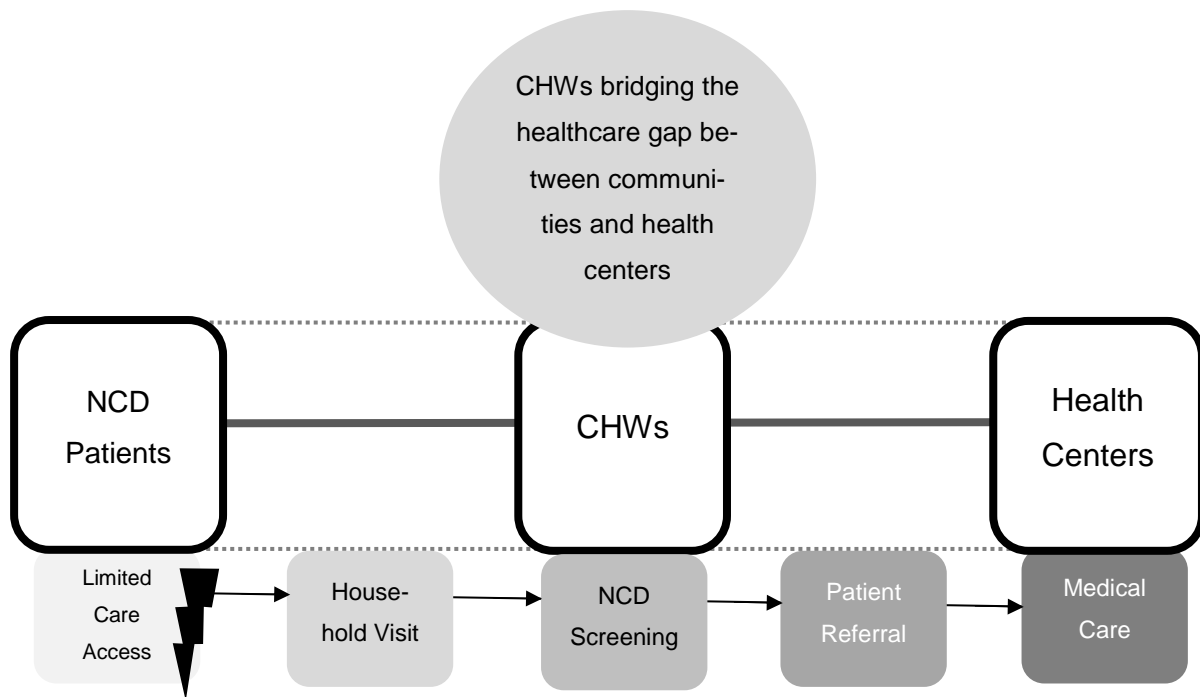 CHWs bridging the
healthcare gap be-
tween communi-
ties and health
centers
NCD
Patients
CHWs
Health
Centers
Limited
Care
Access
House-
hold Visit
NCD
Screening
Patient
Referral
Medical
Care